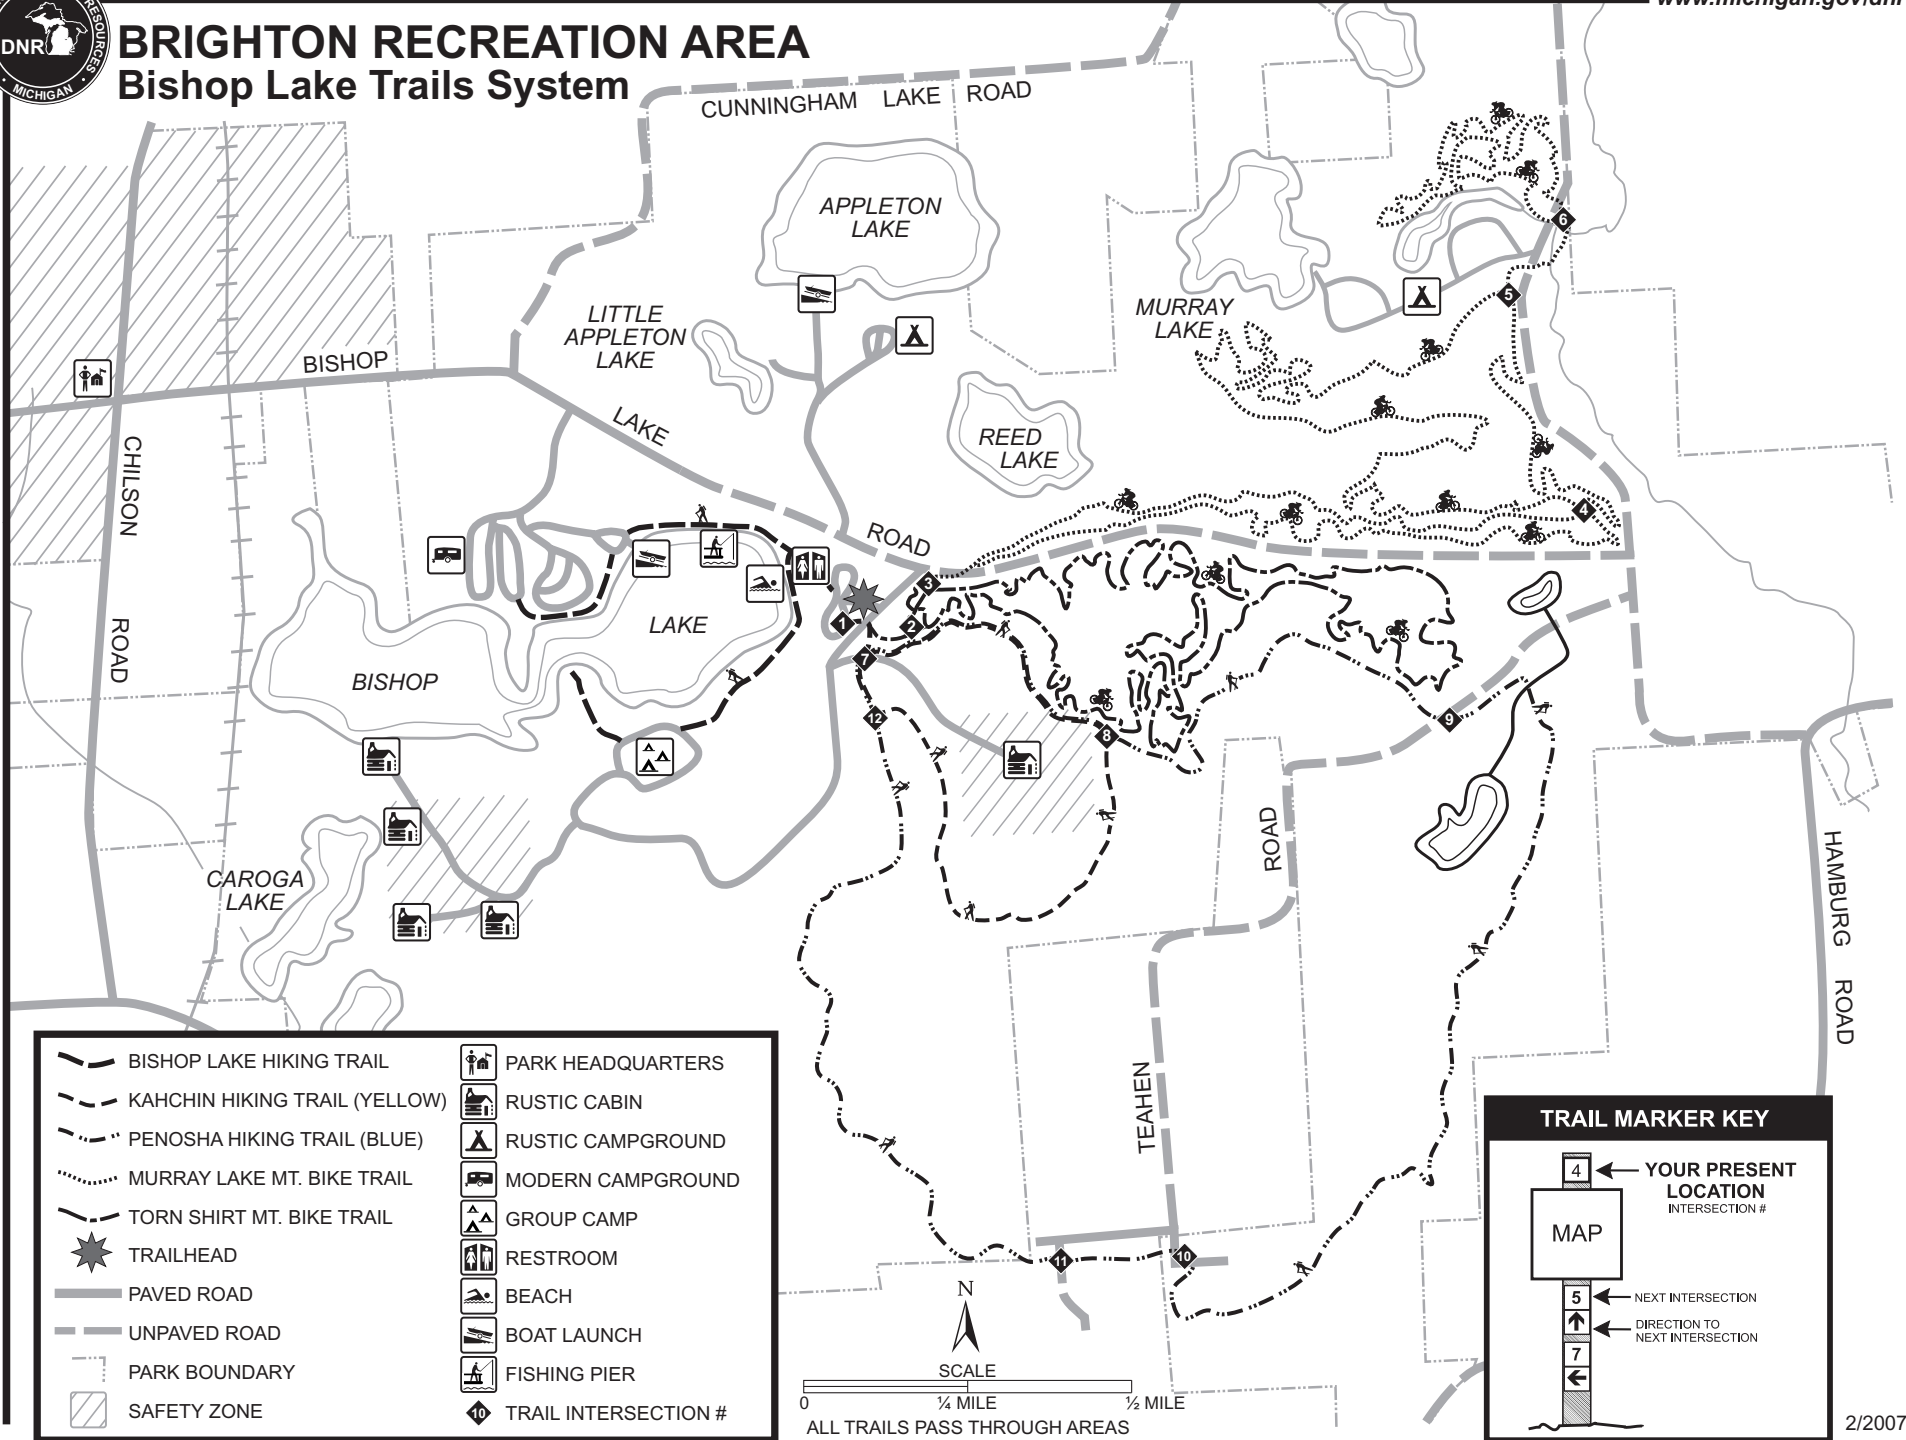 www.michigan.gov/dnr
DNR
RESOURCES
MICHIGAN
BRIGHTON RECREATION AREA
Bishop Lake Trails System
CUNNINGHAM LAKE ROAD
APPLETON
LAKE
LITTLE
APPLETON
LAKE
MURRAY
LAKE
BISHOP
LAKE
ROAD
REED
LAKE
CHILSON
ROAD
BISHOP
LAKE
CAROGA
LAKE
TEAHEN
ROAD
HAMBURG
ROAD
6
5
4
3
1
2
7
12
8
9
11
10
BISHOP LAKE HIKING TRAIL
KAHCHIN HIKING TRAIL (YELLOW)
PENOSHA HIKING TRAIL (BLUE)
MURRAY LAKE MT. BIKE TRAIL
TORN SHIRT MT. BIKE TRAIL
TRAILHEAD
PAVED ROAD
UNPAVED ROAD
PARK BOUNDARY
SAFETY ZONE
PARK HEADQUARTERS
RUSTIC CABIN
RUSTIC CAMPGROUND
MODERN CAMPGROUND
GROUP CAMP
RESTROOM
BEACH
BOAT LAUNCH
FISHING PIER
10 TRAIL INTERSECTION #
N
SCALE
0 ¼ MILE ½ MILE
ALL TRAILS PASS THROUGH AREAS
TRAIL MARKER KEY
4
YOUR PRESENT
LOCATION
INTERSECTION #
MAP
5
NEXT INTERSECTION
DIRECTION TO
NEXT INTERSECTION
7
2/2007